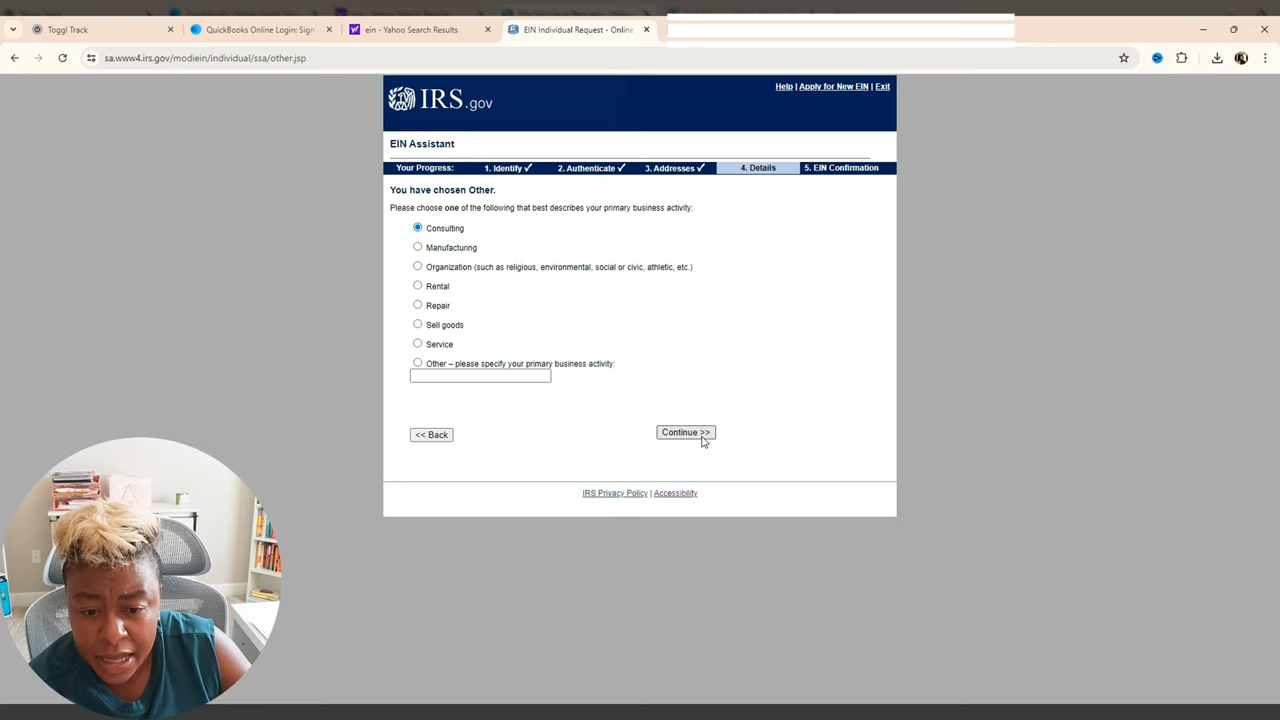 Toggl Track
QuickBooks Online Login: Sign
ein - Yahoo Search Results
EIN Individual Request - Online
sa.www4.irs.gov/modiein/individual/ssa/other.jsp
IRS.gov
Help | Apply for New EIN | Exit
EIN Assistant
Your Progress: 1. Identify ✓ 2. Authenticate ✓ 3. Addresses ✓ 4. Details 5. EIN Confirmation
You have chosen Other.
Please choose one of the following that best describes your primary business activity:
Consulting
Manufacturing
Organization (such as religious, environmental, social or civic, athletic, etc.)
Rental
Repair
Sell goods
Service
Other – please specify your primary business activity:
<< Back
Continue >>
IRS Privacy Policy | Accessibility